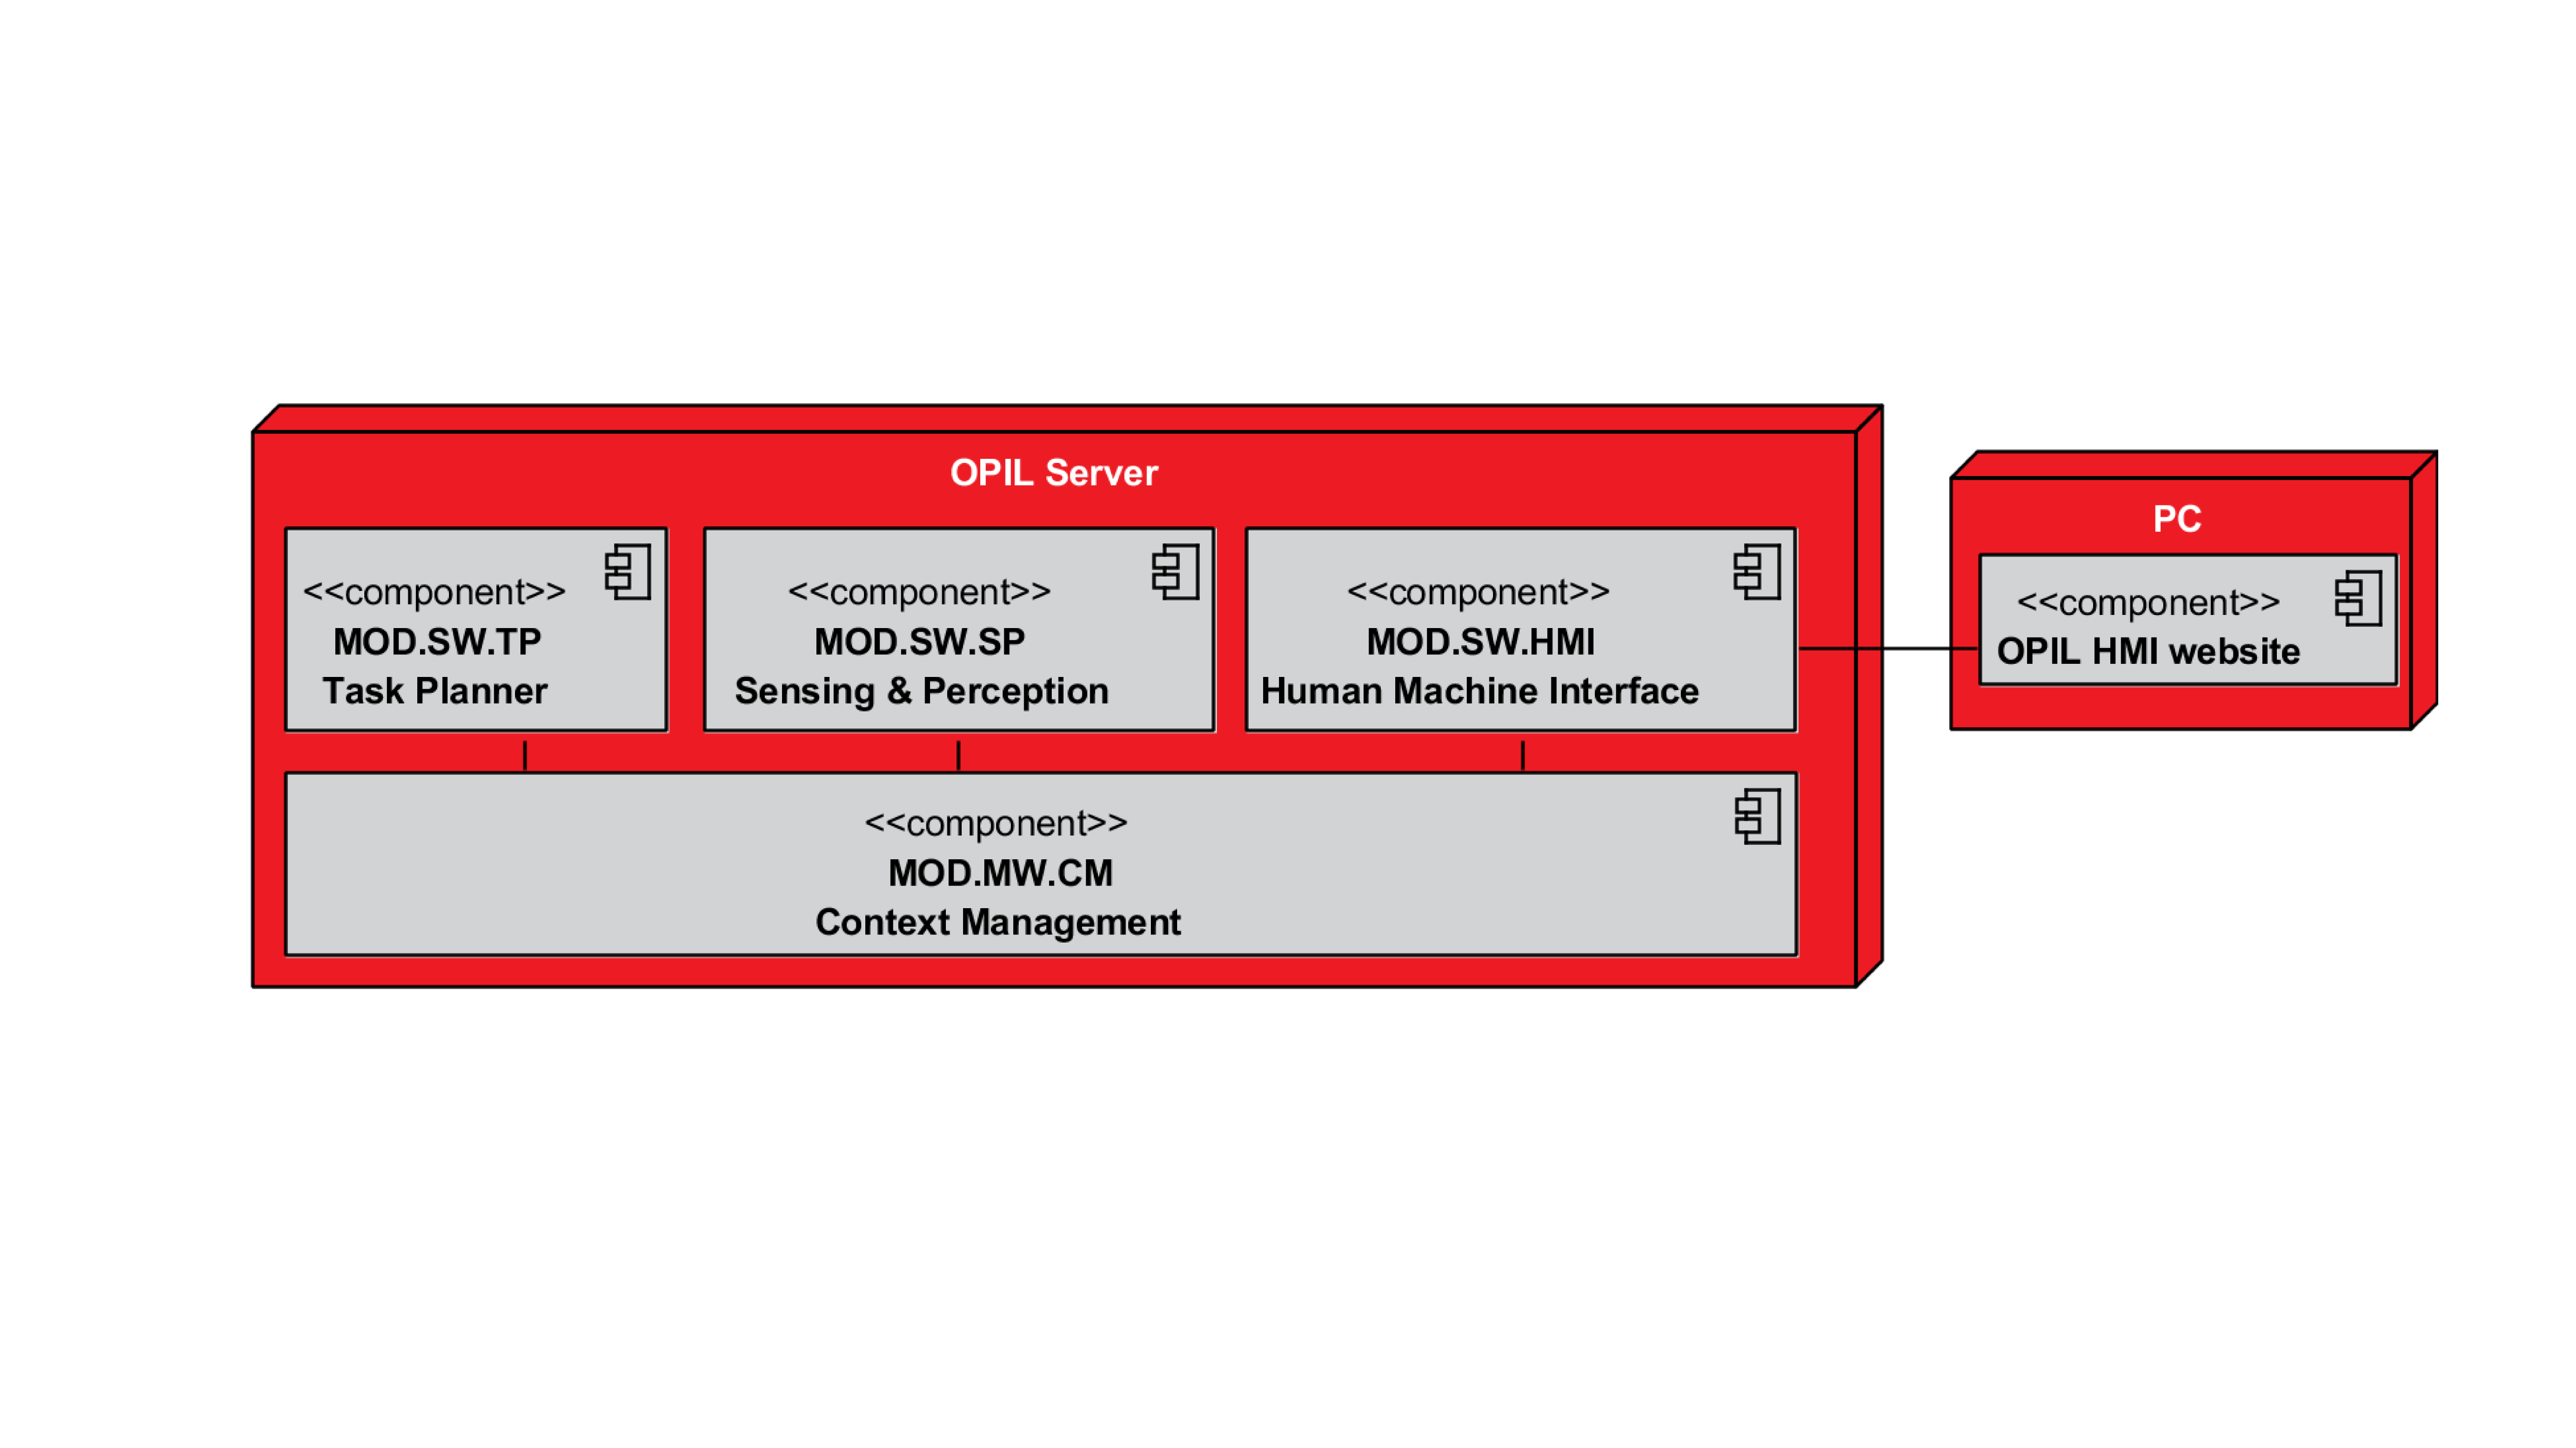 OPIL Server
<<component>>
MOD.SW.TP
Task Planner
<<component>>
MOD.SW.SP
Sensing & Perception
<<component>>
MOD.SW.HMI
Human Machine Interface
<<component>>
MOD.MW.CM
Context Management
PC
<<component>>
OPIL HMI website